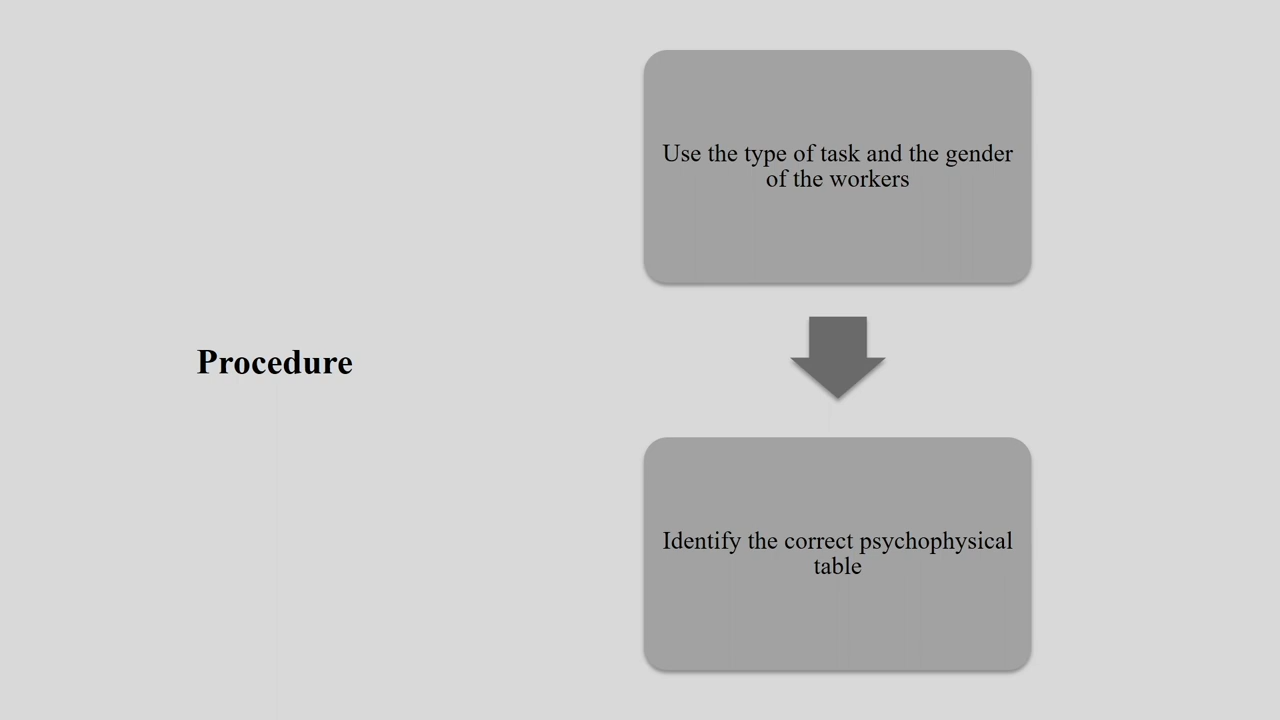 Procedure
Use the type of task and the gender
of the workers
Identify the correct psychophysical
table